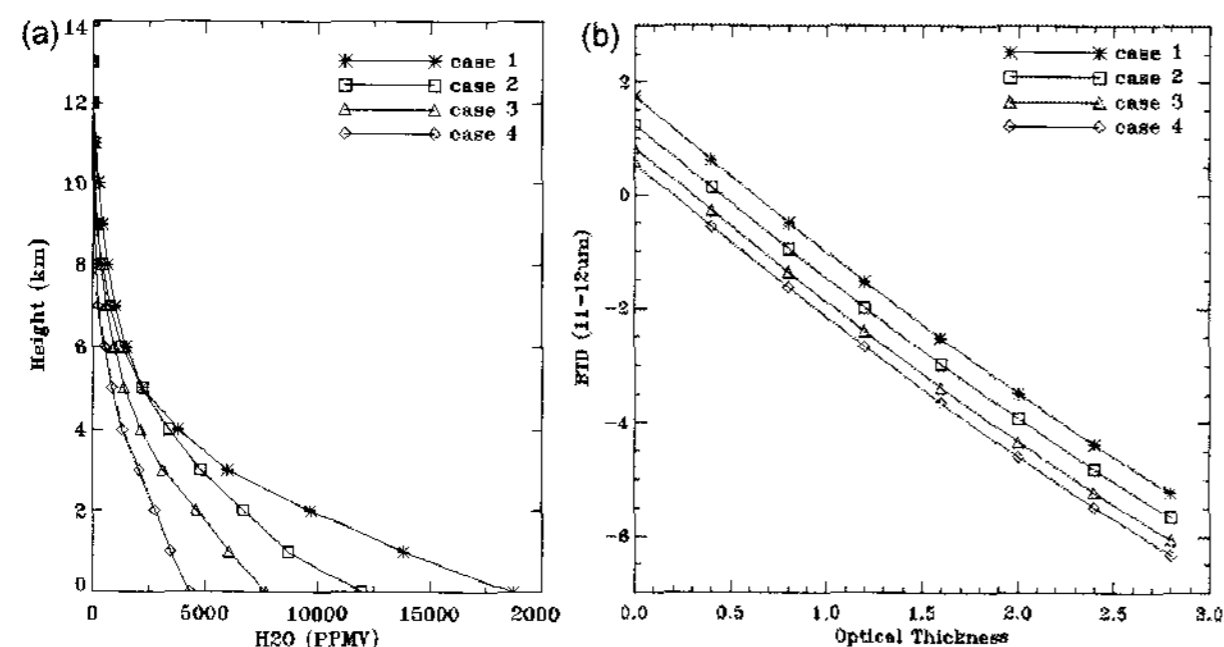 (a)
14
12
10
8
6
4
2
0
Height (km)
0 5000 10000 15000 2000
H2O (PPMV)
case 1
case 2
case 3
case 4
(b)
2
0
-2
-4
-6
BTD (11-12um)
0.0 0.5 1.0 1.5 2.0 2.5 3.0
Optical Thickness
case 1
case 2
case 3
case 4